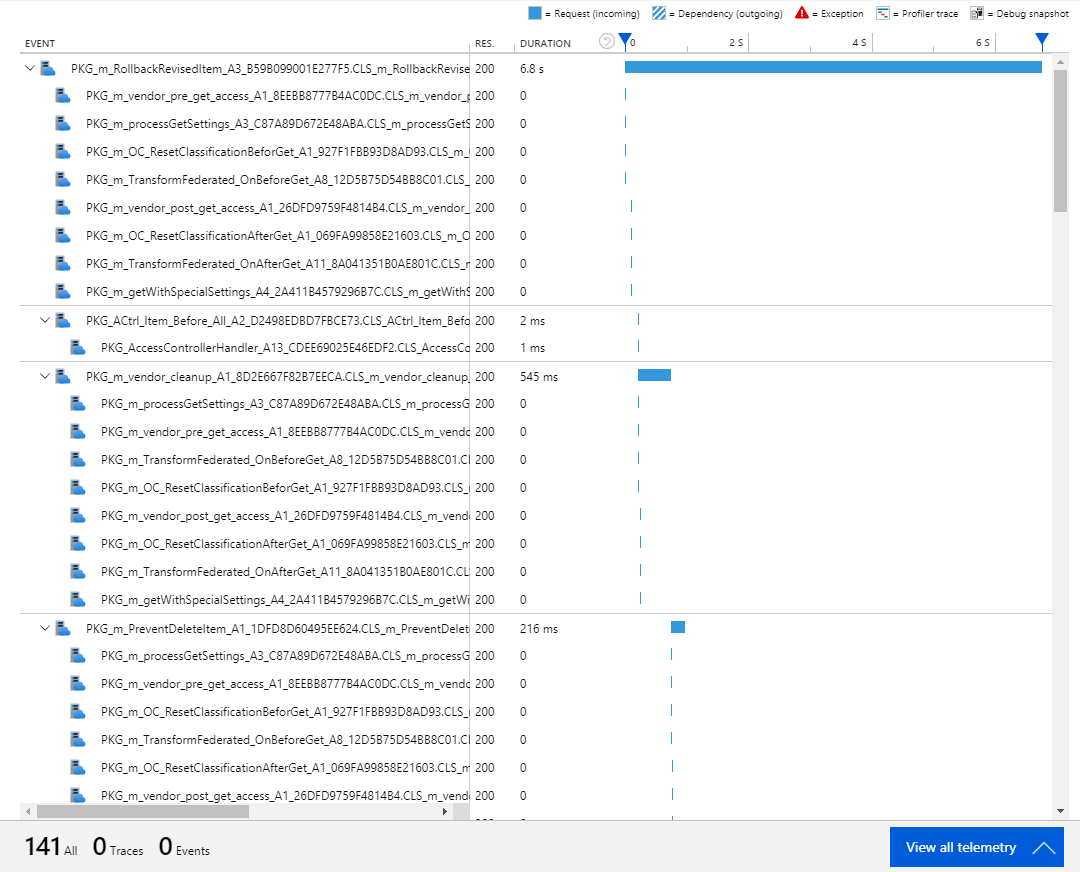 = Request (incoming) = Dependency (outgoing) = Exception = Profiler trace = Debug snapshot
EVENT RES. DURATION 0 2 S 4 S 6 S
PKG_m_RollbackRevisedItem_A3_B59B099001E277F5.CLS_m_RollbackRevise 200 6.8 s
PKG_m_vendor_pre_get_access_A1_8EEBB8777B4AC0DC.CLS_m_vendor_p 200 0
PKG_m_processGetSettings_A3_C87A89D672E48ABA.CLS_m_processGetS 200 0
PKG_m_OC_ResetClassificationBeforGet_A1_927F1FBB93D8AD93.CLS_m_ 200 0
PKG_m_TransformFederated_OnBeforeGet_A8_12D5B75D54BB8C01.CLS_ 200 0
PKG_m_vendor_post_get_access_A1_26DFD9759F4814B4.CLS_m_vendor_ 200 0
PKG_m_OC_ResetClassificationAfterGet_A1_069FA99858E21603.CLS_m_O 200 0
PKG_m_TransformFederated_OnAfterGet_A11_8A041351B0AE801C.CLS_m 200 0
PKG_m_getWithSpecialSettings_A4_2A411B4579296B7C.CLS_m_getWithS 200 0
PKG_ACtrl_Item_Before_All_A2_D2498EDBD7FBCE73.CLS_ACtrl_Item_Befo 200 2 ms
PKG_AccessControllerHandler_A13_CDEE69025E46EDF2.CLS_AccessCo 200 1 ms
PKG_m_vendor_cleanup_A1_8D2E667F82B7EECA.CLS_m_vendor_cleanup_ 200 545 ms
PKG_m_processGetSettings_A3_C87A89D672E48ABA.CLS_m_processG 200 0
PKG_m_vendor_pre_get_access_A1_8EEBB8777B4AC0DC.CLS_m_vendo 200 0
PKG_m_TransformFederated_OnBeforeGet_A8_12D5B75D54BB8C01.Cl 200 0
PKG_m_OC_ResetClassificationBeforGet_A1_927F1FBB93D8AD93.CLS_ 200 0
PKG_m_vendor_post_get_access_A1_26DFD9759F4814B4.CLS_m_vend 200 0
PKG_m_OC_ResetClassificationAfterGet_A1_069FA99858E21603.CLS_m 200 0
PKG_m_TransformFederated_OnAfterGet_A11_8A041351B0AE801C.CLS 200 0
PKG_m_getWithSpecialSettings_A4_2A411B4579296B7C.CLS_m_getWi 200 0
PKG_m_PreventDeleteItem_A1_1DFD8D60495EE624.CLS_m_PreventDelet 200 216 ms
PKG_m_processGetSettings_A3_C87A89D672E48ABA.CLS_m_processG 200 0
PKG_m_vendor_pre_get_access_A1_8EEBB8777B4AC0DC.CLS_m_vendo 200 0
PKG_m_OC_ResetClassificationBeforGet_A1_927F1FBB93D8AD93.CLS_ 200 0
PKG_m_TransformFederated_OnBeforeGet_A8_12D5B75D54BB8C01.Cl 200 0
PKG_m_OC_ResetClassificationAfterGet_A1_069FA99858E21603.CLS_m 200 0
PKG_m_vendor_post_get_access_A1_26DFD9759F4814B4.CLS_m_vend 200 0
141 All 0 Traces 0 Events View all telemetry